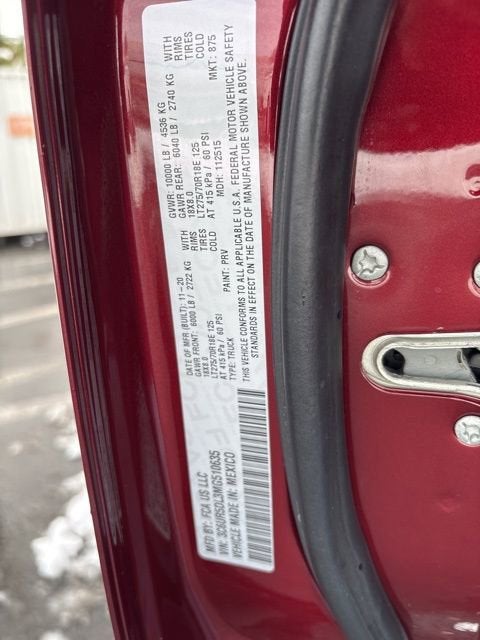 MFD BY: FCA US LLC
DATE OF MFR (BUILT): 11-20
GVWR: 10000 LB / 4536 KG
GAWR FRONT: 6000 LB / 2722 KG WITH
GAWR REAR: 6040 LB / 2740 KG WITH
18X8.0 RIMS
18X8.0 RIMS
LT275/70R18E 125 TIRES
LT275/70R18E 125 TIRES
AT 415 kPa / 60 PSI COLD
AT 415 kPa / 60 PSI COLD
VIN: 3C6UR5DL3MG510635
TYPE: TRUCK
PAINT: PRV
MDH: 112515
MKT: 875
VEHICLE MADE IN: MEXICO
THIS VEHICLE CONFORMS TO ALL APPLICABLE U.S.A. FEDERAL MOTOR VEHICLE SAFETY
STANDARDS IN EFFECT ON THE DATE OF MANUFACTURE SHOWN ABOVE.